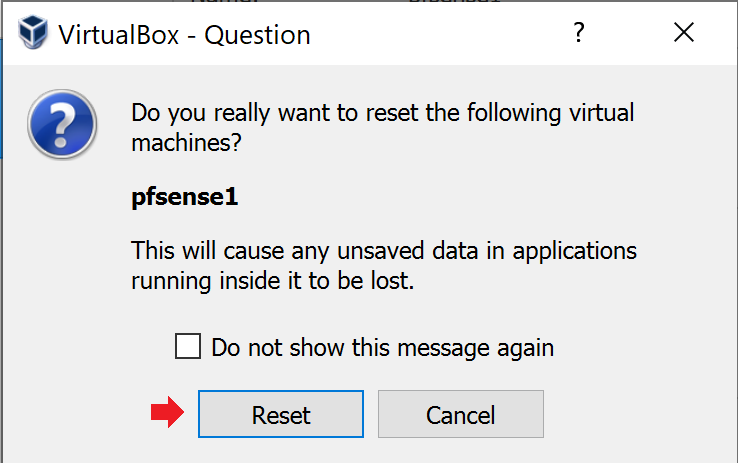 VirtualBox - Question
?
Do you really want to reset the following virtual
machines?
pfsense1
This will cause any unsaved data in applications
running inside it to be lost.
Do not show this message again
Reset
Cancel